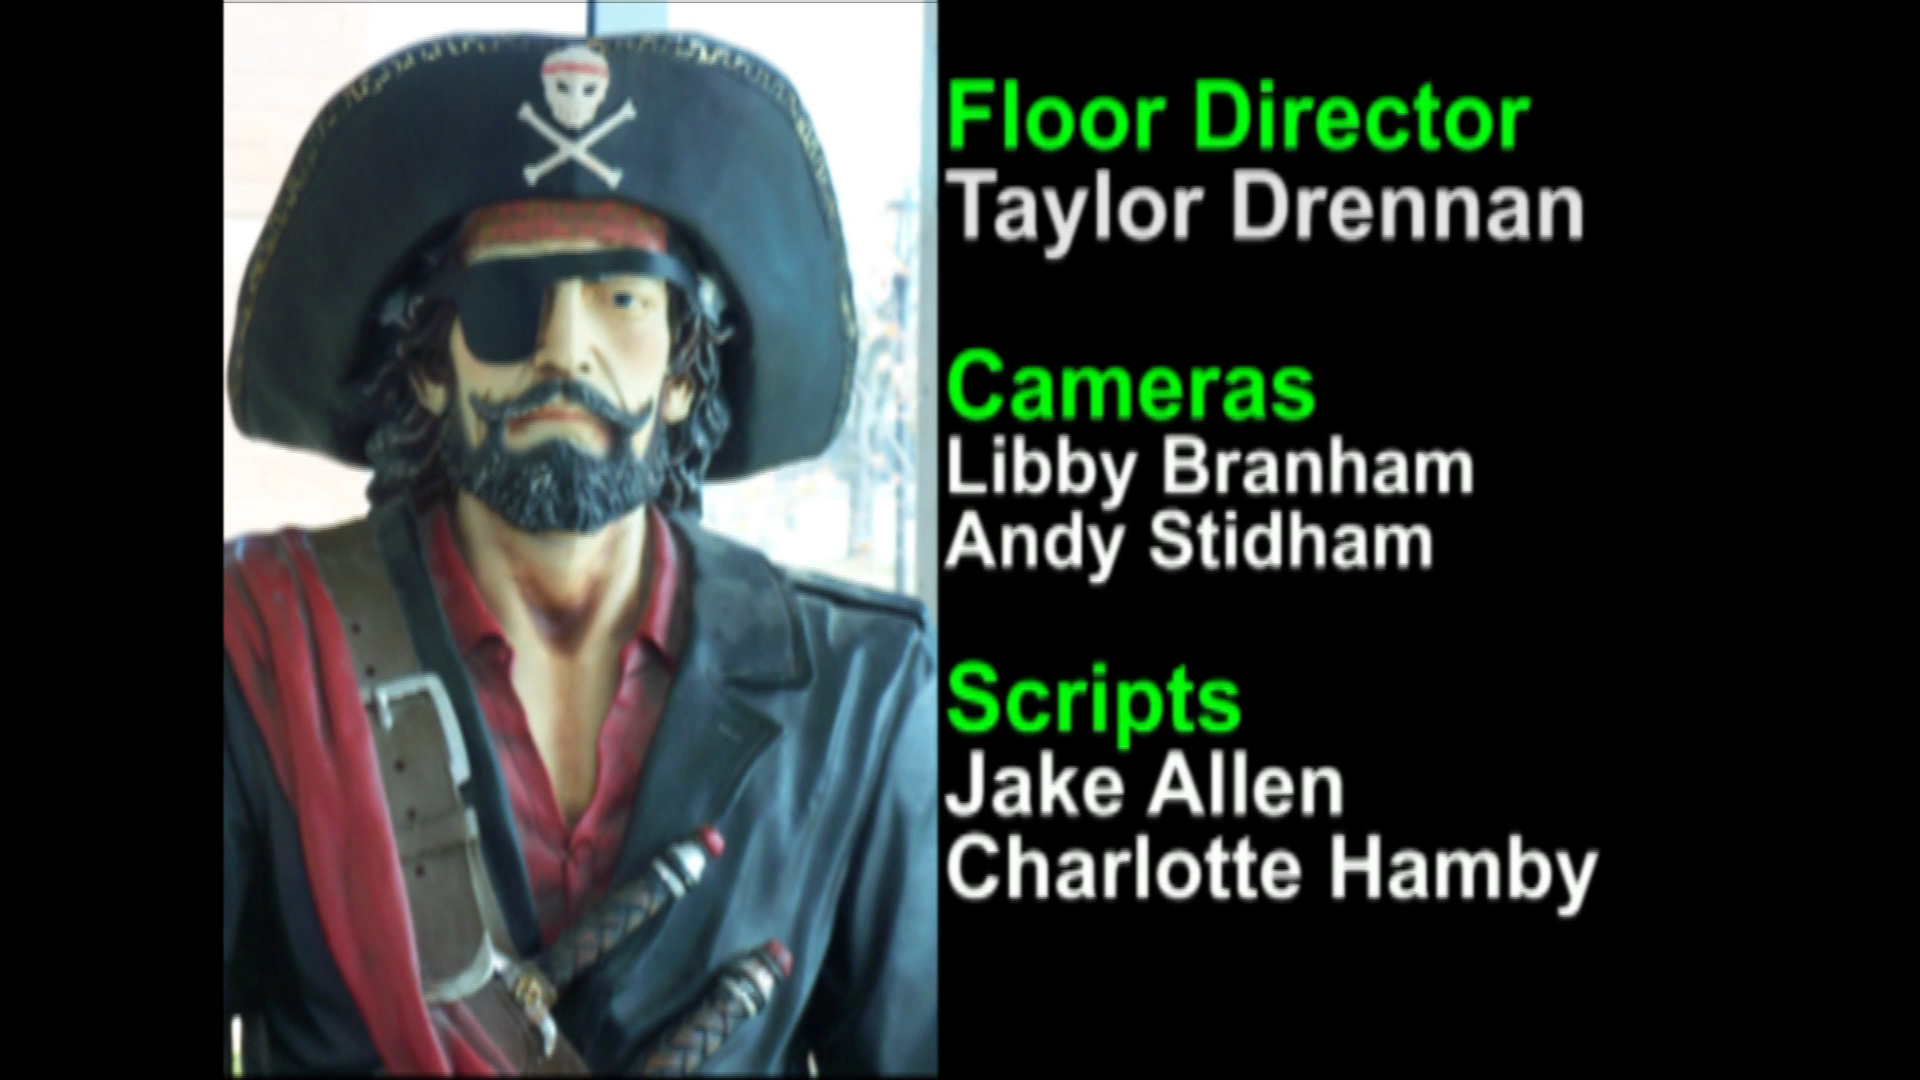 Floor Director
Taylor Drennan
Cameras
Libby Branham
Andy Stidham
Scripts
Jake Allen
Charlotte Hamby